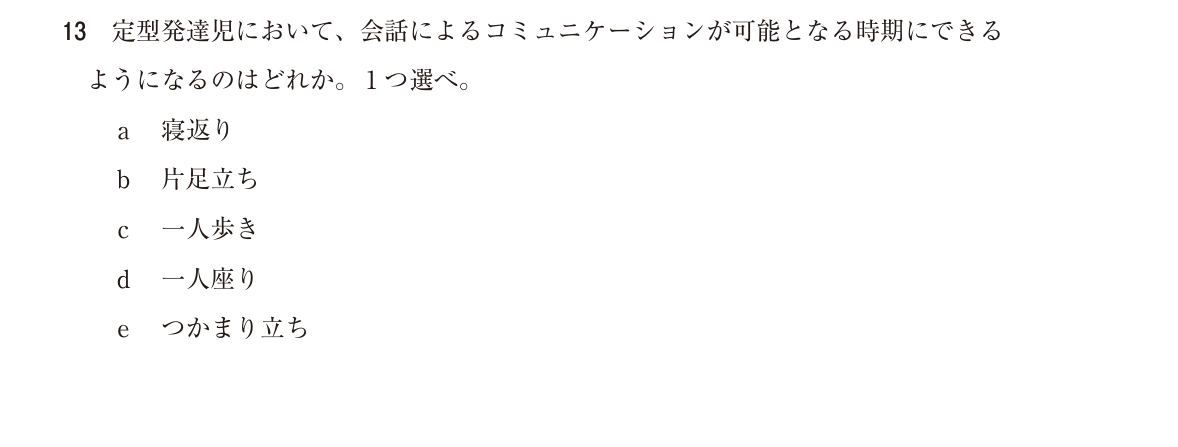 13 定型発達児において、会話によるコミュニケーションが可能となる時期にできる
ようになるのはどれか。1つ選べ。
a 寝返り
b 片足立ち
c 一人歩き
d 一人座り
e つかまり立ち